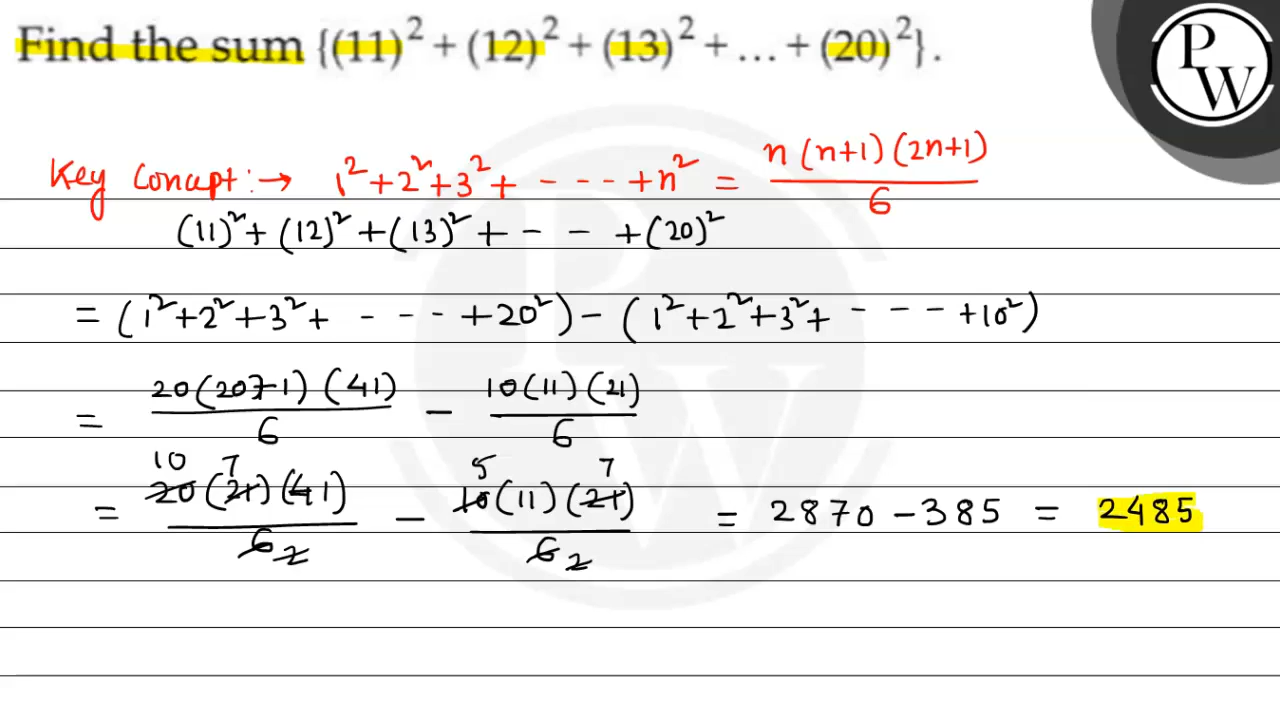 Find the sum {(11)² + (12)² + (13)² + ... + (20)²}.
P
W
Key Concept :→ 1² + 2² + 3² + - - - - + n² = n(n+1)(2n+1)/6
(11)² + (12)² + (13)² + - - + (20)²
= (1² + 2² + 3² + - - - - + 20²) - (1² + 2² + 3² + - - - - + 10²)
= 20(20+1)(41)/6 - 10(11)(21)/6
10 7 5 7
= 20(21)(41)/6 2 - 10(11)(21)/6 2 = 2870 - 385 = 2485